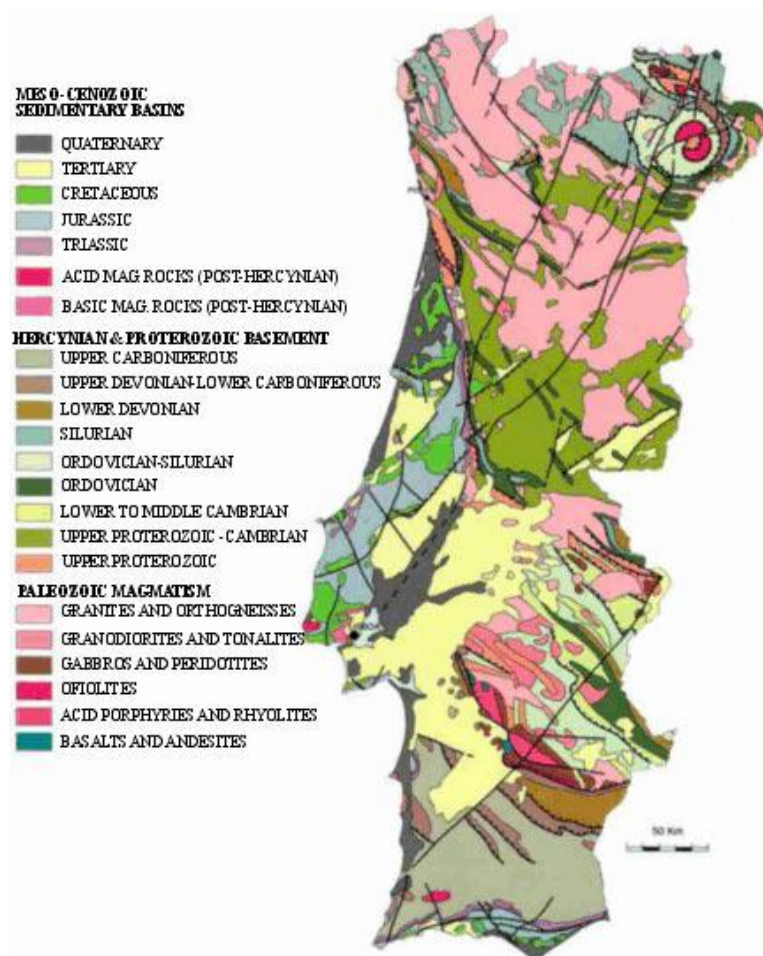 MESO- CENOZOIC
SEDIMENTARY BASINS
QUATERNARY
TERTIARY
CRETACEOUS
JURASSIC
TRIASSIC
ACID MAG. ROCKS (POST-HERCYNIAN)
BASIC MAG. ROCKS (POST-HERCYNIAN)
HERCYNIAN & PROTEROZOIC BASEMENT
UPPER CARBONIFEROUS
UPPER DEVONIAN-LOWER CARBONIFEROUS
LOWER DEVONIAN
SILURIAN
ORDOVICIAN-SILURIAN
ORDOVICIAN
LOWER TO MIDDLE CAMBRIAN
UPPER PROTEROZOIC - CAMBRIAN
UPPER PROTEROZOIC
PALEOZOIC MAGMATISM
GRANITES AND ORTHOGNEISSES
GRANODIORITES AND TONALITES
GABBROS AND PERIDOTITES
OFIOLITES
ACID PORPHYRIES AND RHYOLITES
BASALTS AND ANDESITES
50 Km